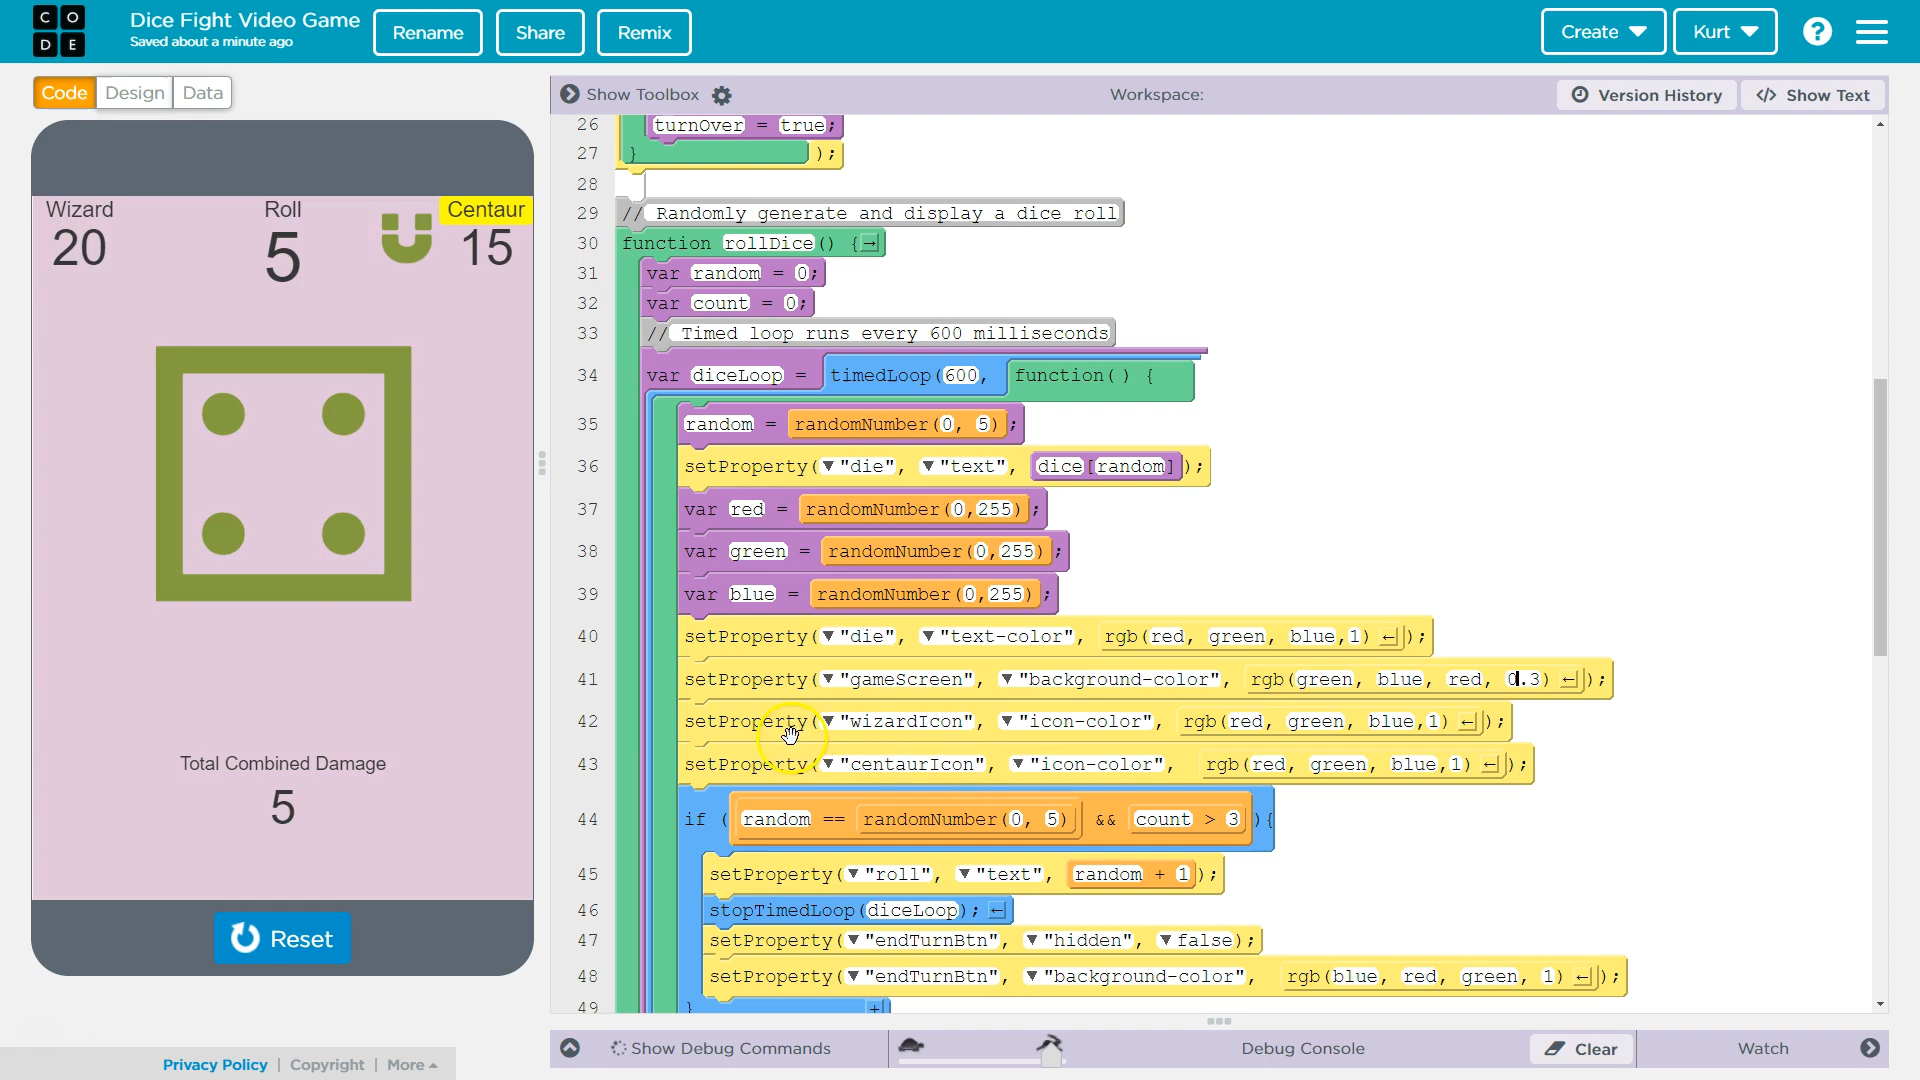 C O
D E
Dice Fight Video Game
Saved about a minute ago
Rename
Share
Remix
Create
Kurt
?
Code
Design
Data
Show Toolbox
Workspace:
Version History
</> Show Text
Wizard
20
Roll
5
Centaur
15
Total Combined Damage
5
Reset
26 turnOver = true;
27 } );
28
29 // Randomly generate and display a dice roll
30 function rollDice() {→
31 var random = 0;
32 var count = 0;
33 // Timed loop runs every 600 milliseconds
34 var diceLoop = timedLoop(600, function( ) {
35 random = randomNumber(0, 5);
36 setProperty(▼"die", ▼"text", dice[random]);
37 var red = randomNumber(0,255);
38 var green = randomNumber(0,255);
39 var blue = randomNumber(0,255);
40 setProperty(▼"die", ▼"text-color", rgb(red, green, blue,1)←);
41 setProperty(▼"gameScreen", ▼"background-color", rgb(green, blue, red, 0.3)←);
42 setProperty(▼"wizardIcon", ▼"icon-color", rgb(red, green, blue,1)←);
43 setProperty(▼"centaurIcon", ▼"icon-color", rgb(red, green, blue,1)←);
44 if (random == randomNumber(0, 5) && count > 3){
45 setProperty(▼"roll", ▼"text", random + 1);
46 stopTimedLoop(diceLoop);←
47 setProperty(▼"endTurnBtn", ▼"hidden", ▼false);
48 setProperty(▼"endTurnBtn", ▼"background-color", rgb(blue, red, green, 1)←);
49 } +
Show Debug Commands
Debug Console
Clear
Watch
Privacy Policy | Copyright | More